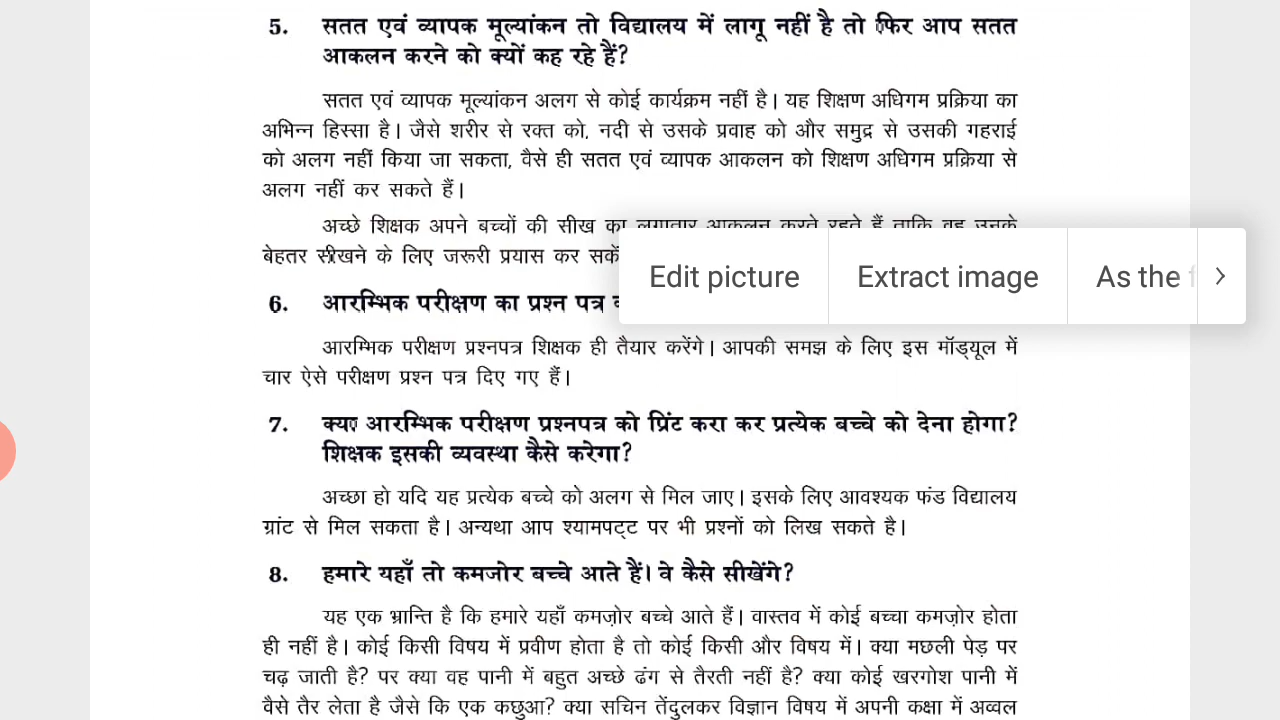 5. सतत एवं व्यापक मूल्यांकन तो विद्यालय में लागू नहीं है तो फिर आप सतत
आकलन करने को क्यों कह रहे हैं?
सतत एवं व्यापक मूल्यांकन अलग से कोई कार्यक्रम नहीं है। यह शिक्षण अधिगम प्रक्रिया का
अभिन्न हिस्सा है। जैसे शरीर से रक्त को, नदी से उसके प्रवाह को और समुद्र से उसकी गहराई
को अलग नहीं किया जा सकता, वैसे ही सतत एवं व्यापक आकलन को शिक्षण अधिगम प्रक्रिया से
अलग नहीं कर सकते हैं।
अच्छे शिक्षक अपने बच्चों की सीख का लगातार आकलन करते रहते हैं ताकि वह उनके
बेहतर सीखने के लिए जरूरी प्रयास कर सकें
Edit picture Extract image As the
6. आरम्भिक परीक्षण का प्रश्न पत्र
आरम्भिक परीक्षण प्रश्नपत्र शिक्षक ही तैयार करेंगे। आपकी समझ के लिए इस मॉड्यूल में
चार ऐसे परीक्षण प्रश्न पत्र दिए गए हैं।
7. क्या आरम्भिक परीक्षण प्रश्नपत्र को प्रिंट करा कर प्रत्येक बच्चे को देना होगा?
शिक्षक इसकी व्यवस्था कैसे करेगा?
अच्छा हो यदि यह प्रत्येक बच्चे को अलग से मिल जाए। इसके लिए आवश्यक फंड विद्यालय
ग्रांट से मिल सकता है। अन्यथा आप श्यामपट्ट पर भी प्रश्नों को लिख सकते है।
8. हमारे यहाँ तो कमजोर बच्चे आते हैं। वे कैसे सीखेंगे?
यह एक भ्रान्ति है कि हमारे यहाँ कमज़ोर बच्चे आते हैं। वास्तव में कोई बच्चा कमज़ोर होता
ही नहीं है। कोई किसी विषय में प्रवीण होता है तो कोई किसी और विषय में। क्या मछली पेड़ पर
चढ़ जाती है? पर क्या वह पानी में बहुत अच्छे ढंग से तैरती नहीं है? क्या कोई खरगोश पानी में
वैसे तैर लेता है जैसे कि एक कछुआ? क्या सचिन तेंदुलकर विज्ञान विषय में अपनी कक्षा में अव्वल